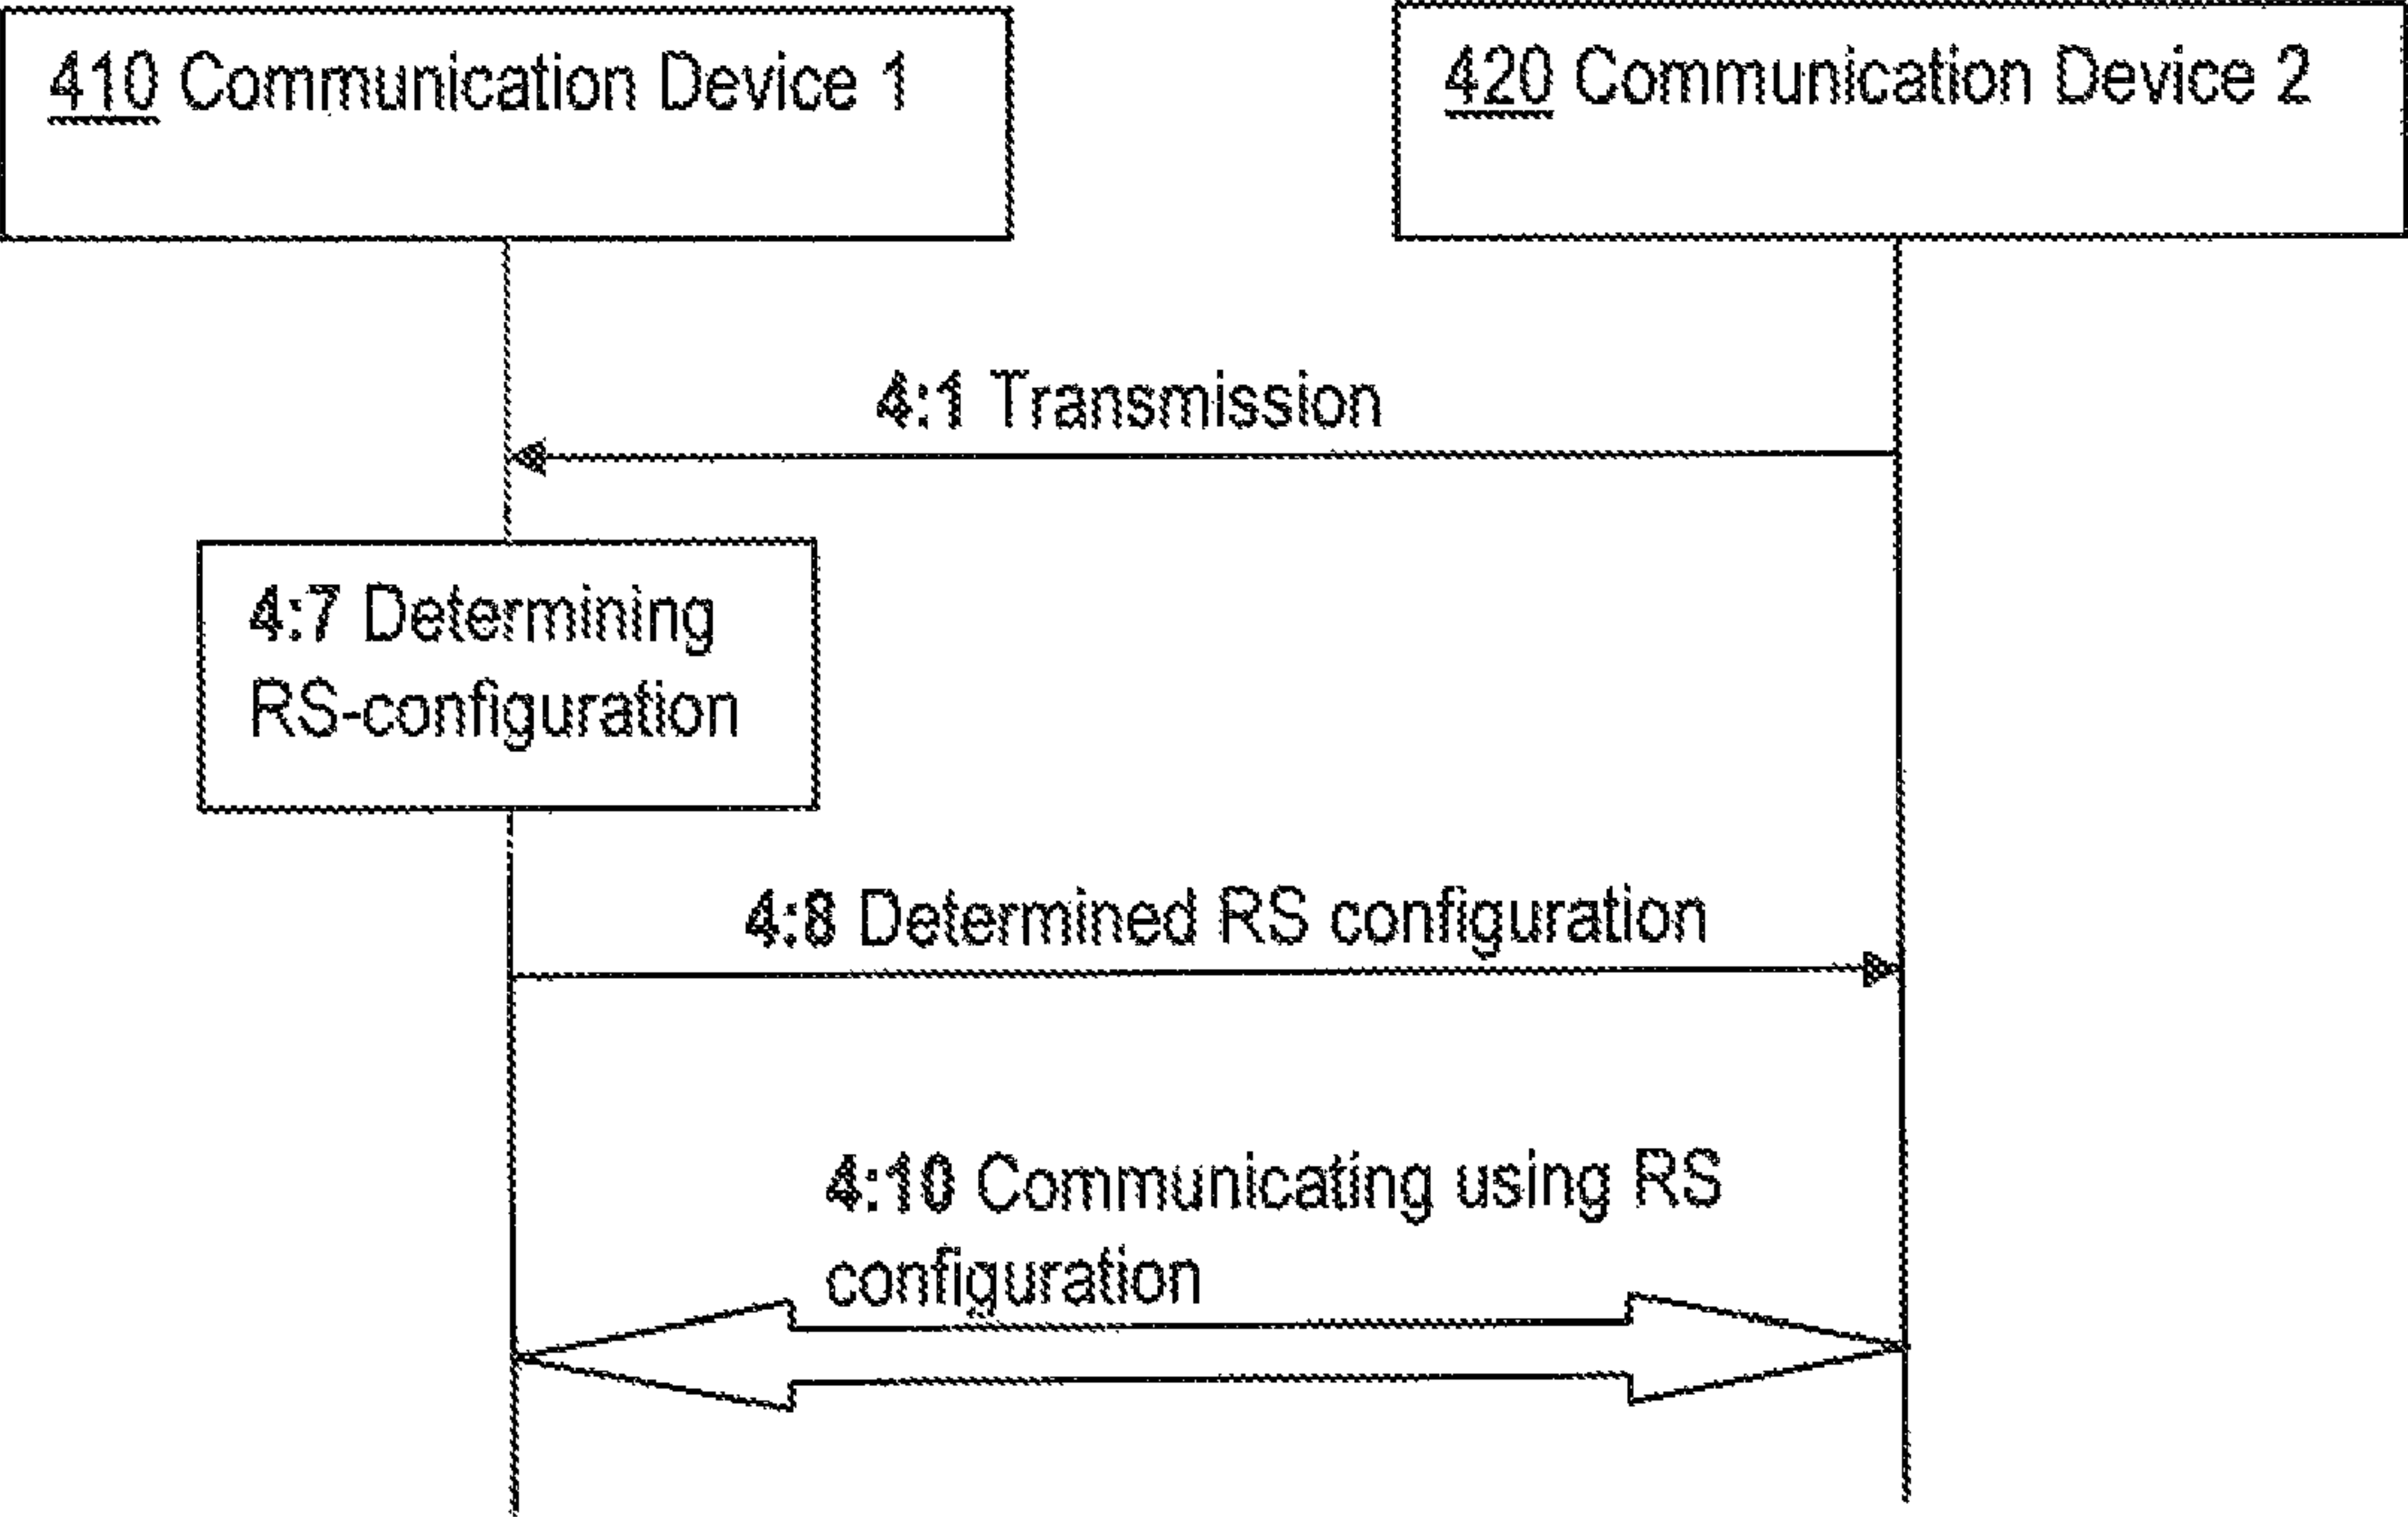 410 Communication Device 1
420 Communication Device 2
4:1 Transmission
4:7 Determining
RS-configuration
4:8 Determined RS configuration
4:10 Communicating using RS
configuration